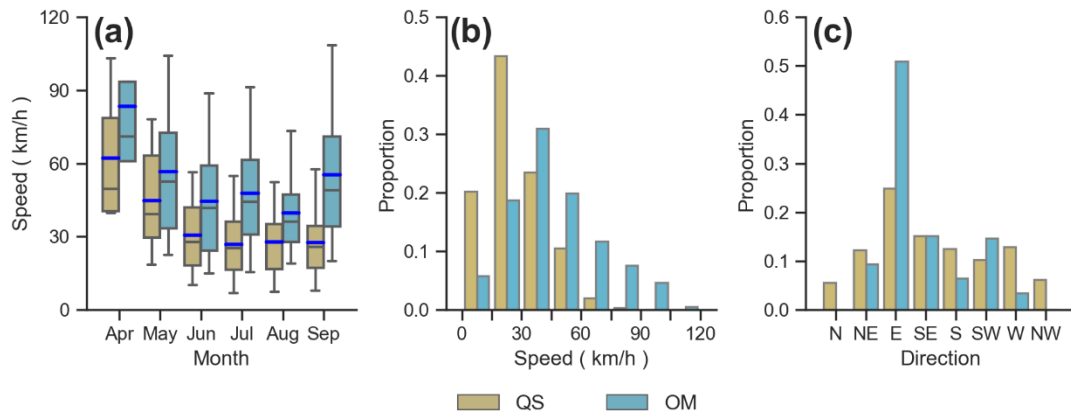 (a)
120
90
60
30
0
Speed ( km/h )
Apr May Jun Jul Aug Sep
Month
(b)
0.5
0.4
0.3
0.2
0.1
0.0
Proportion
0 30 60 90 120
Speed ( km/h )
(c)
0.6
0.5
0.4
0.3
0.2
0.1
0.0
Proportion
N NE E SE S SW W NW
Direction
QS OM